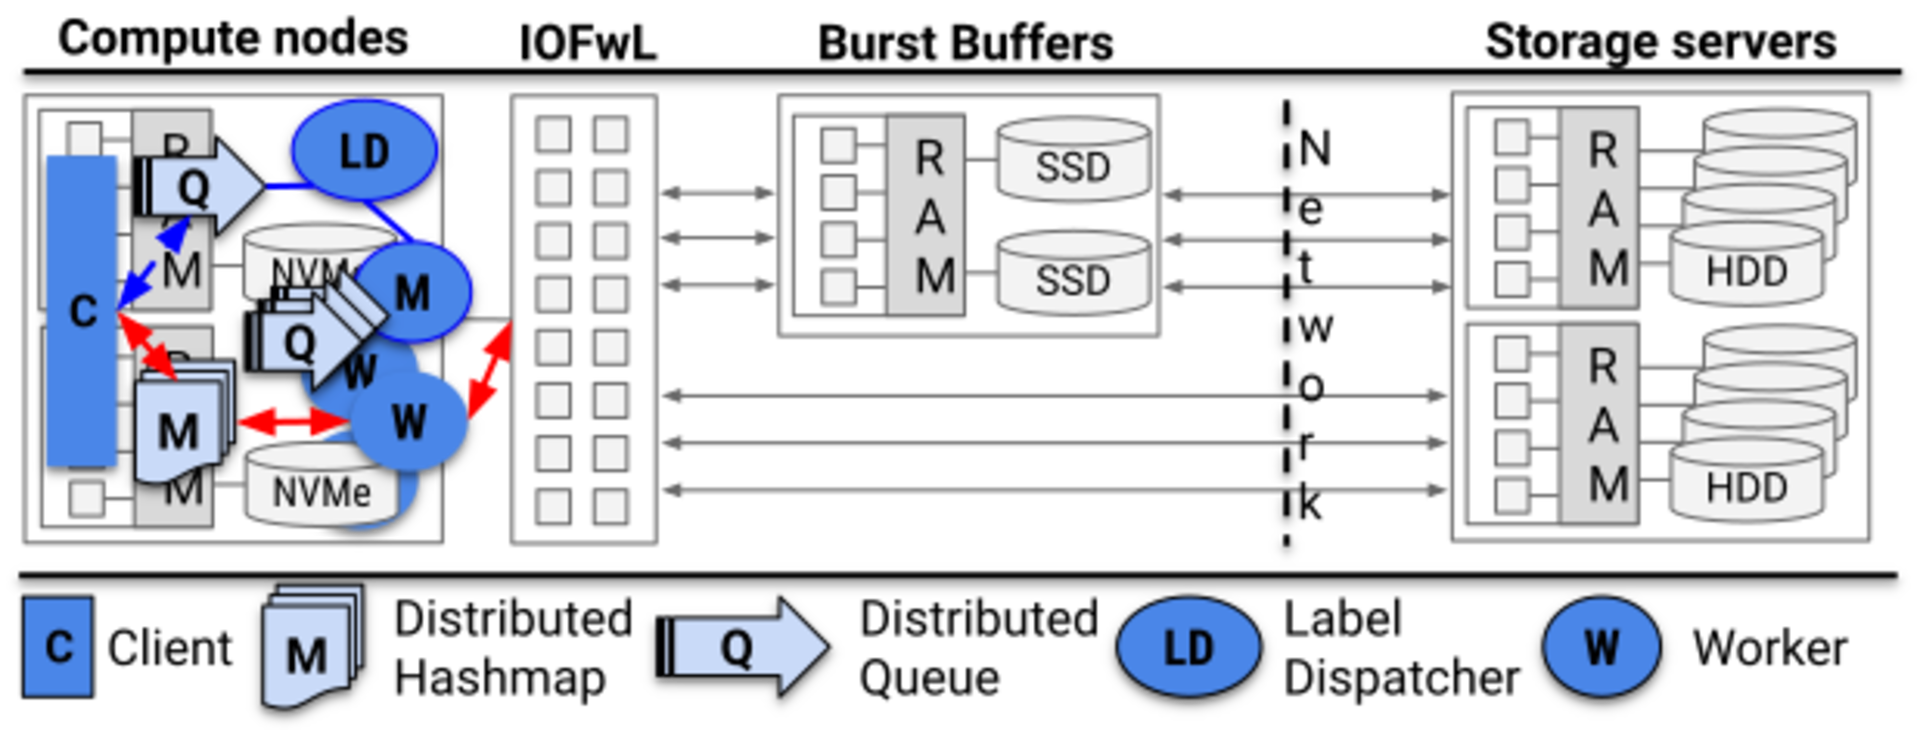 Compute nodes IOFwL Burst Buffers Storage servers
R
M
LD
Q
C
NVMe
M
Q
W
M
W
M
NVMe
R
A
M
SSD
SSD
N
e
t
w
o
r
k
R
A
M
HDD
R
A
M
HDD
C Client
M Distributed
Hashmap
Q Distributed
Queue
LD Label
Dispatcher
W Worker